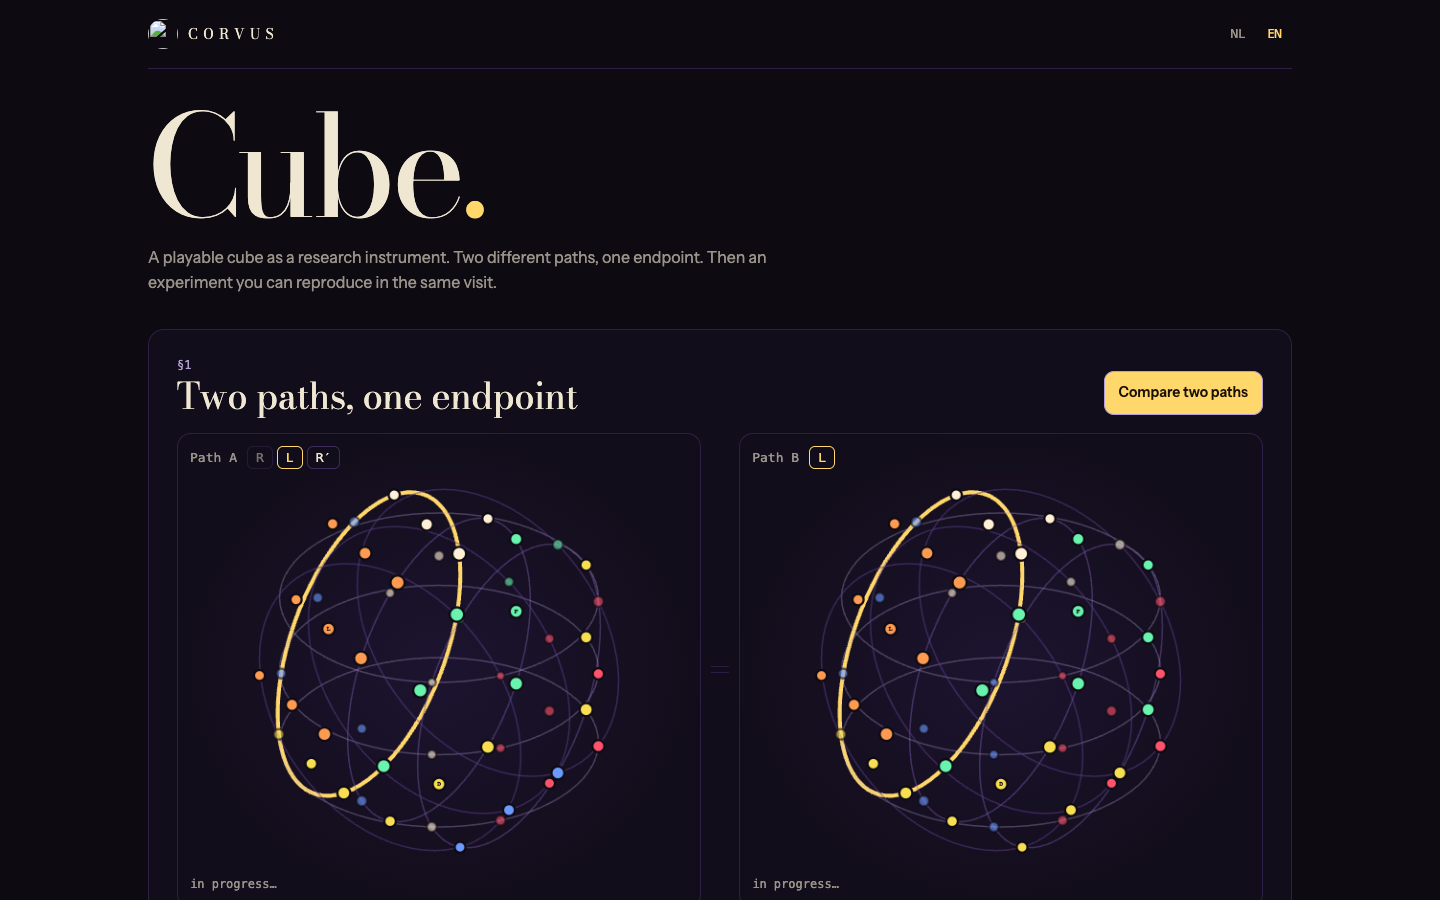 CORVUS
NL EN
Cube.
A playable cube as a research instrument. Two different paths, one endpoint. Then an
experiment you can reproduce in the same visit.
§1
Two paths, one endpoint
Compare two paths
Path A R L R′
Path B L
F
L
D
F
L
D
in progress…
in progress…